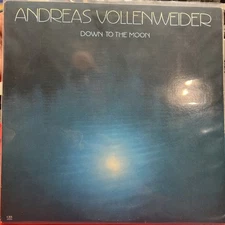 ANDREAS VOLLENWEIDER
DOWN TO THE MOON